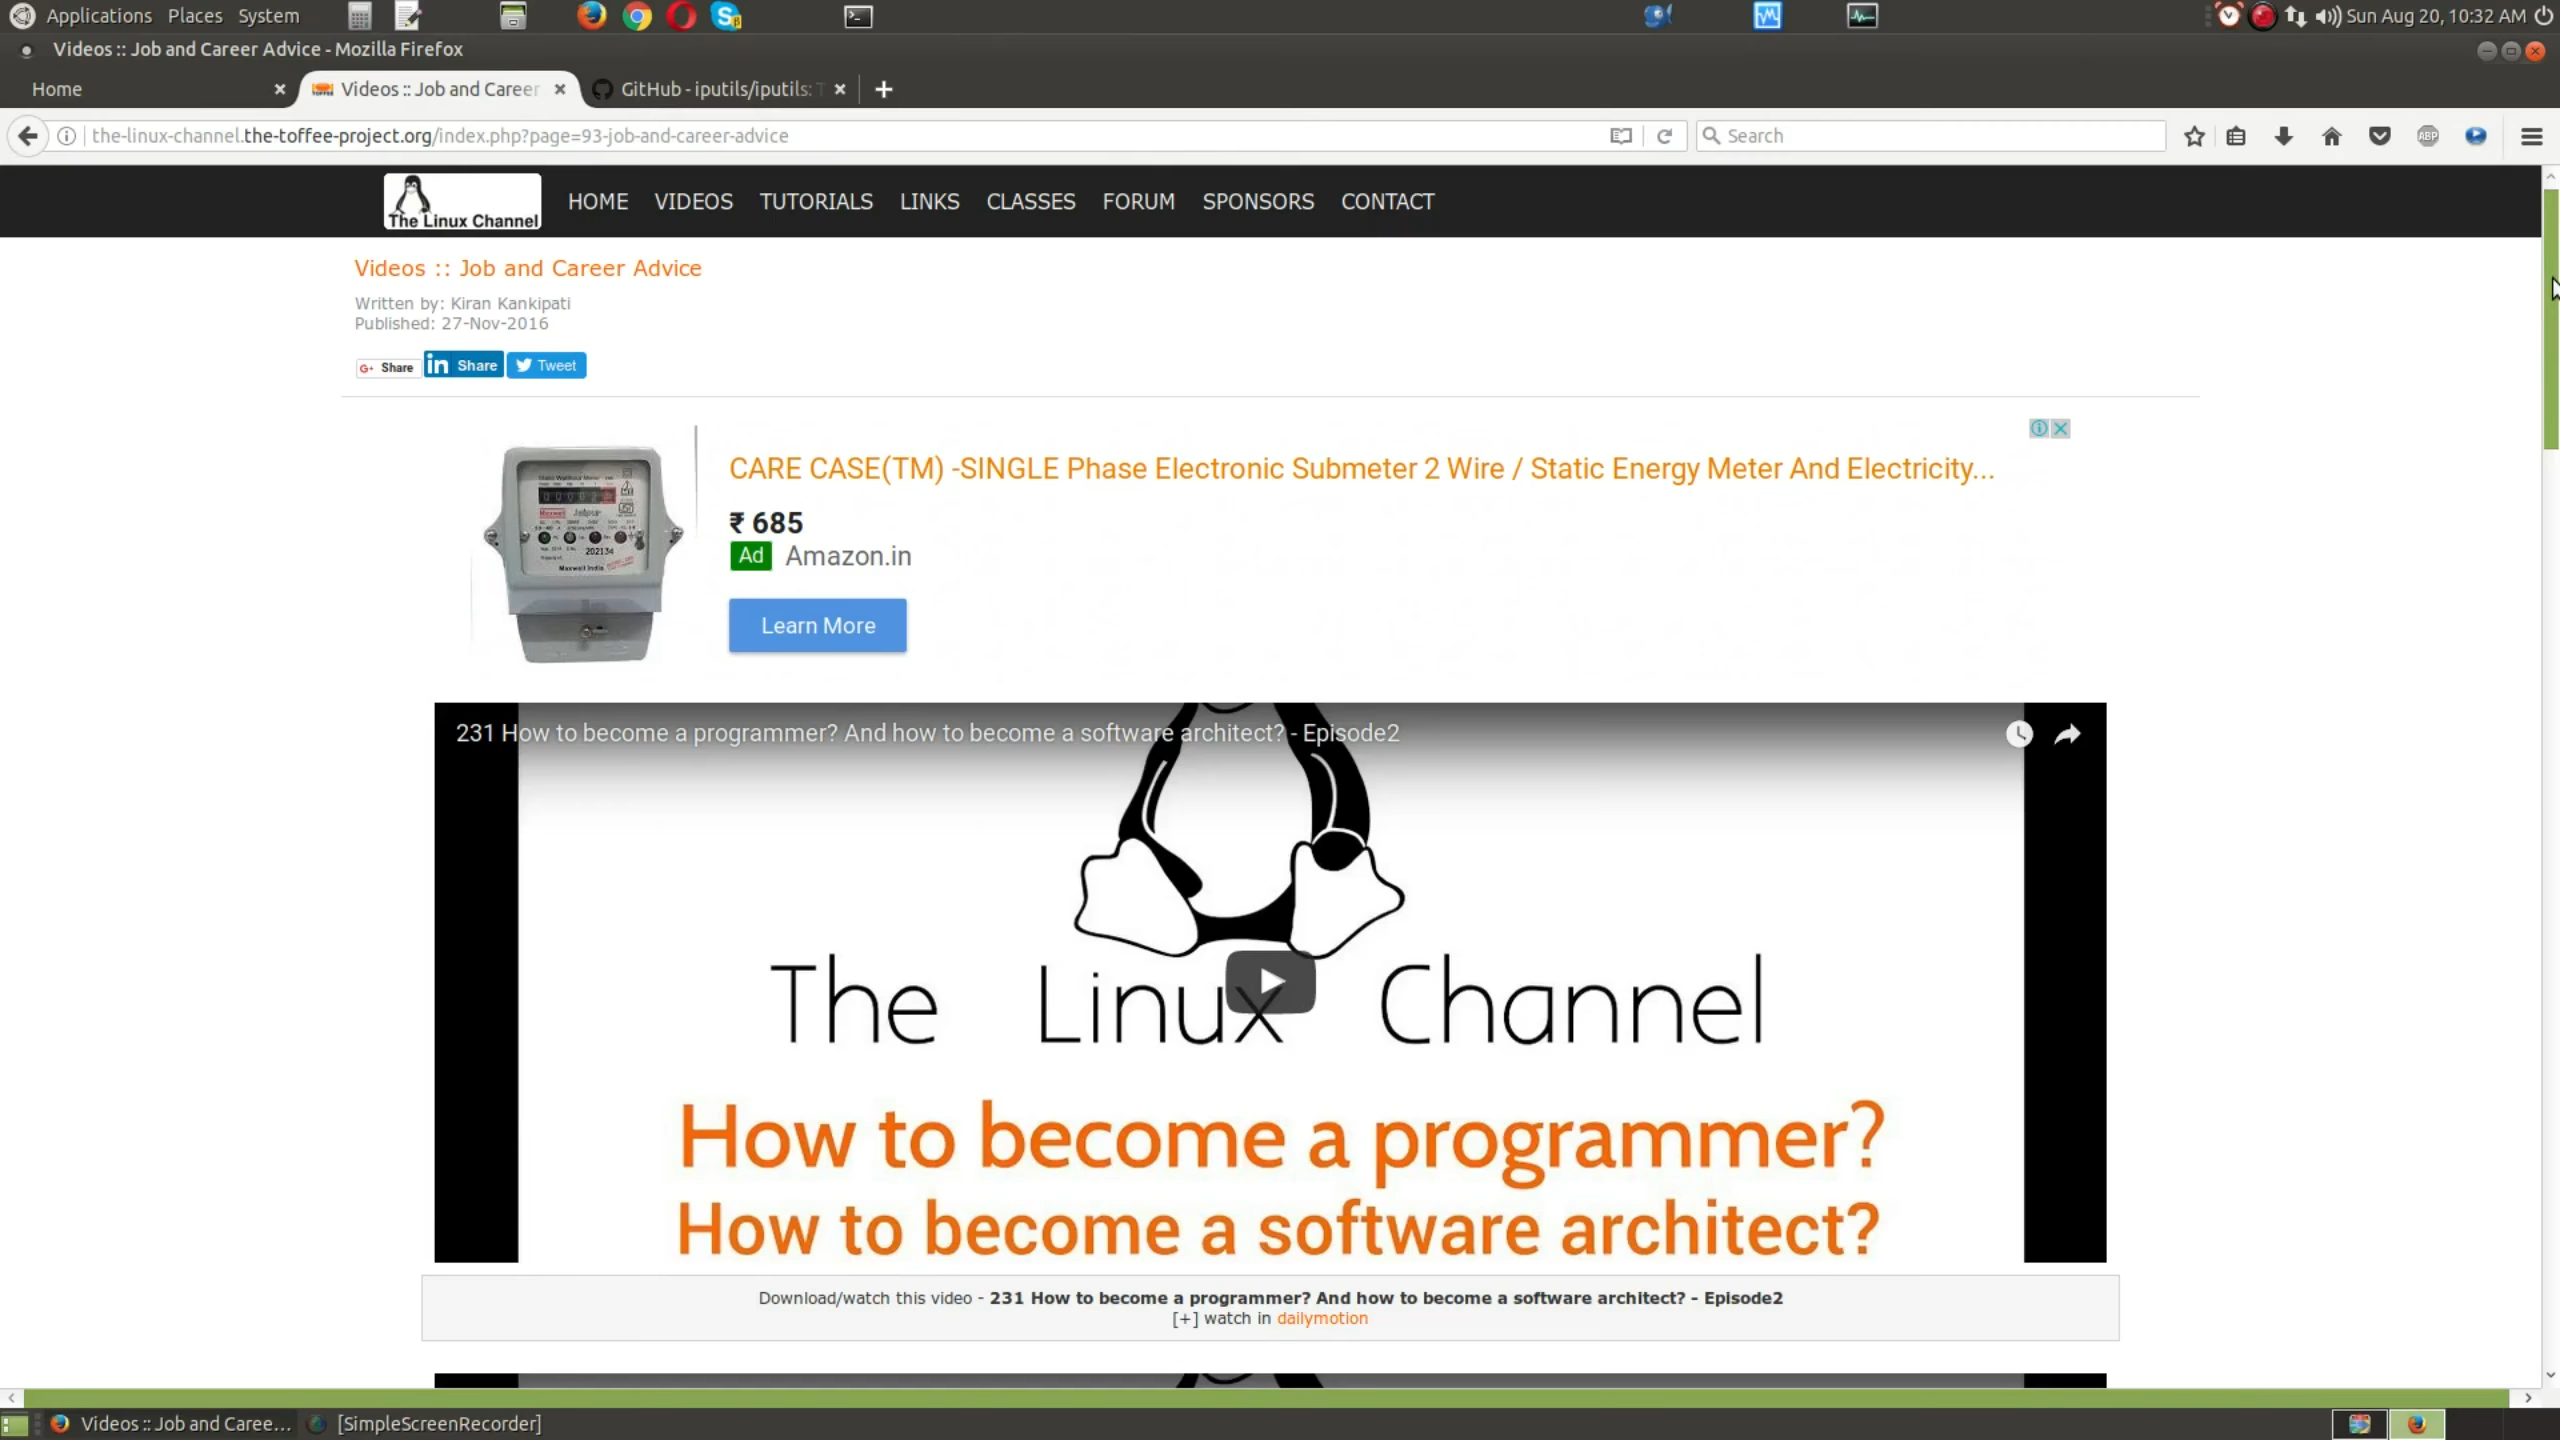 Applications Places System
Sun Aug 20, 10:32 AM
Videos :: Job and Career Advice - Mozilla Firefox
Home
Videos :: Job and Career
GitHub - iputils/iputils: T
the-linux-channel.the-toffee-project.org/index.php?page=93-job-and-career-advice
Search
ABP
The Linux Channel
HOME VIDEOS TUTORIALS LINKS CLASSES FORUM SPONSORS CONTACT
Videos :: Job and Career Advice
Written by: Kiran Kankipati
Published: 27-Nov-2016
G+ Share
in Share
Tweet
CARE CASE(TM) -SINGLE Phase Electronic Submeter 2 Wire / Static Energy Meter And Electricity...
₹ 685
Ad Amazon.in
Learn More
202134
Maxwell India
231 How to become a programmer? And how to become a software architect? - Episode2
The Linux Channel
How to become a programmer?
How to become a software architect?
Download/watch this video - 231 How to become a programmer? And how to become a software architect? - Episode2
[+] watch in dailymotion
Videos :: Job and Caree...
[SimpleScreenRecorder]